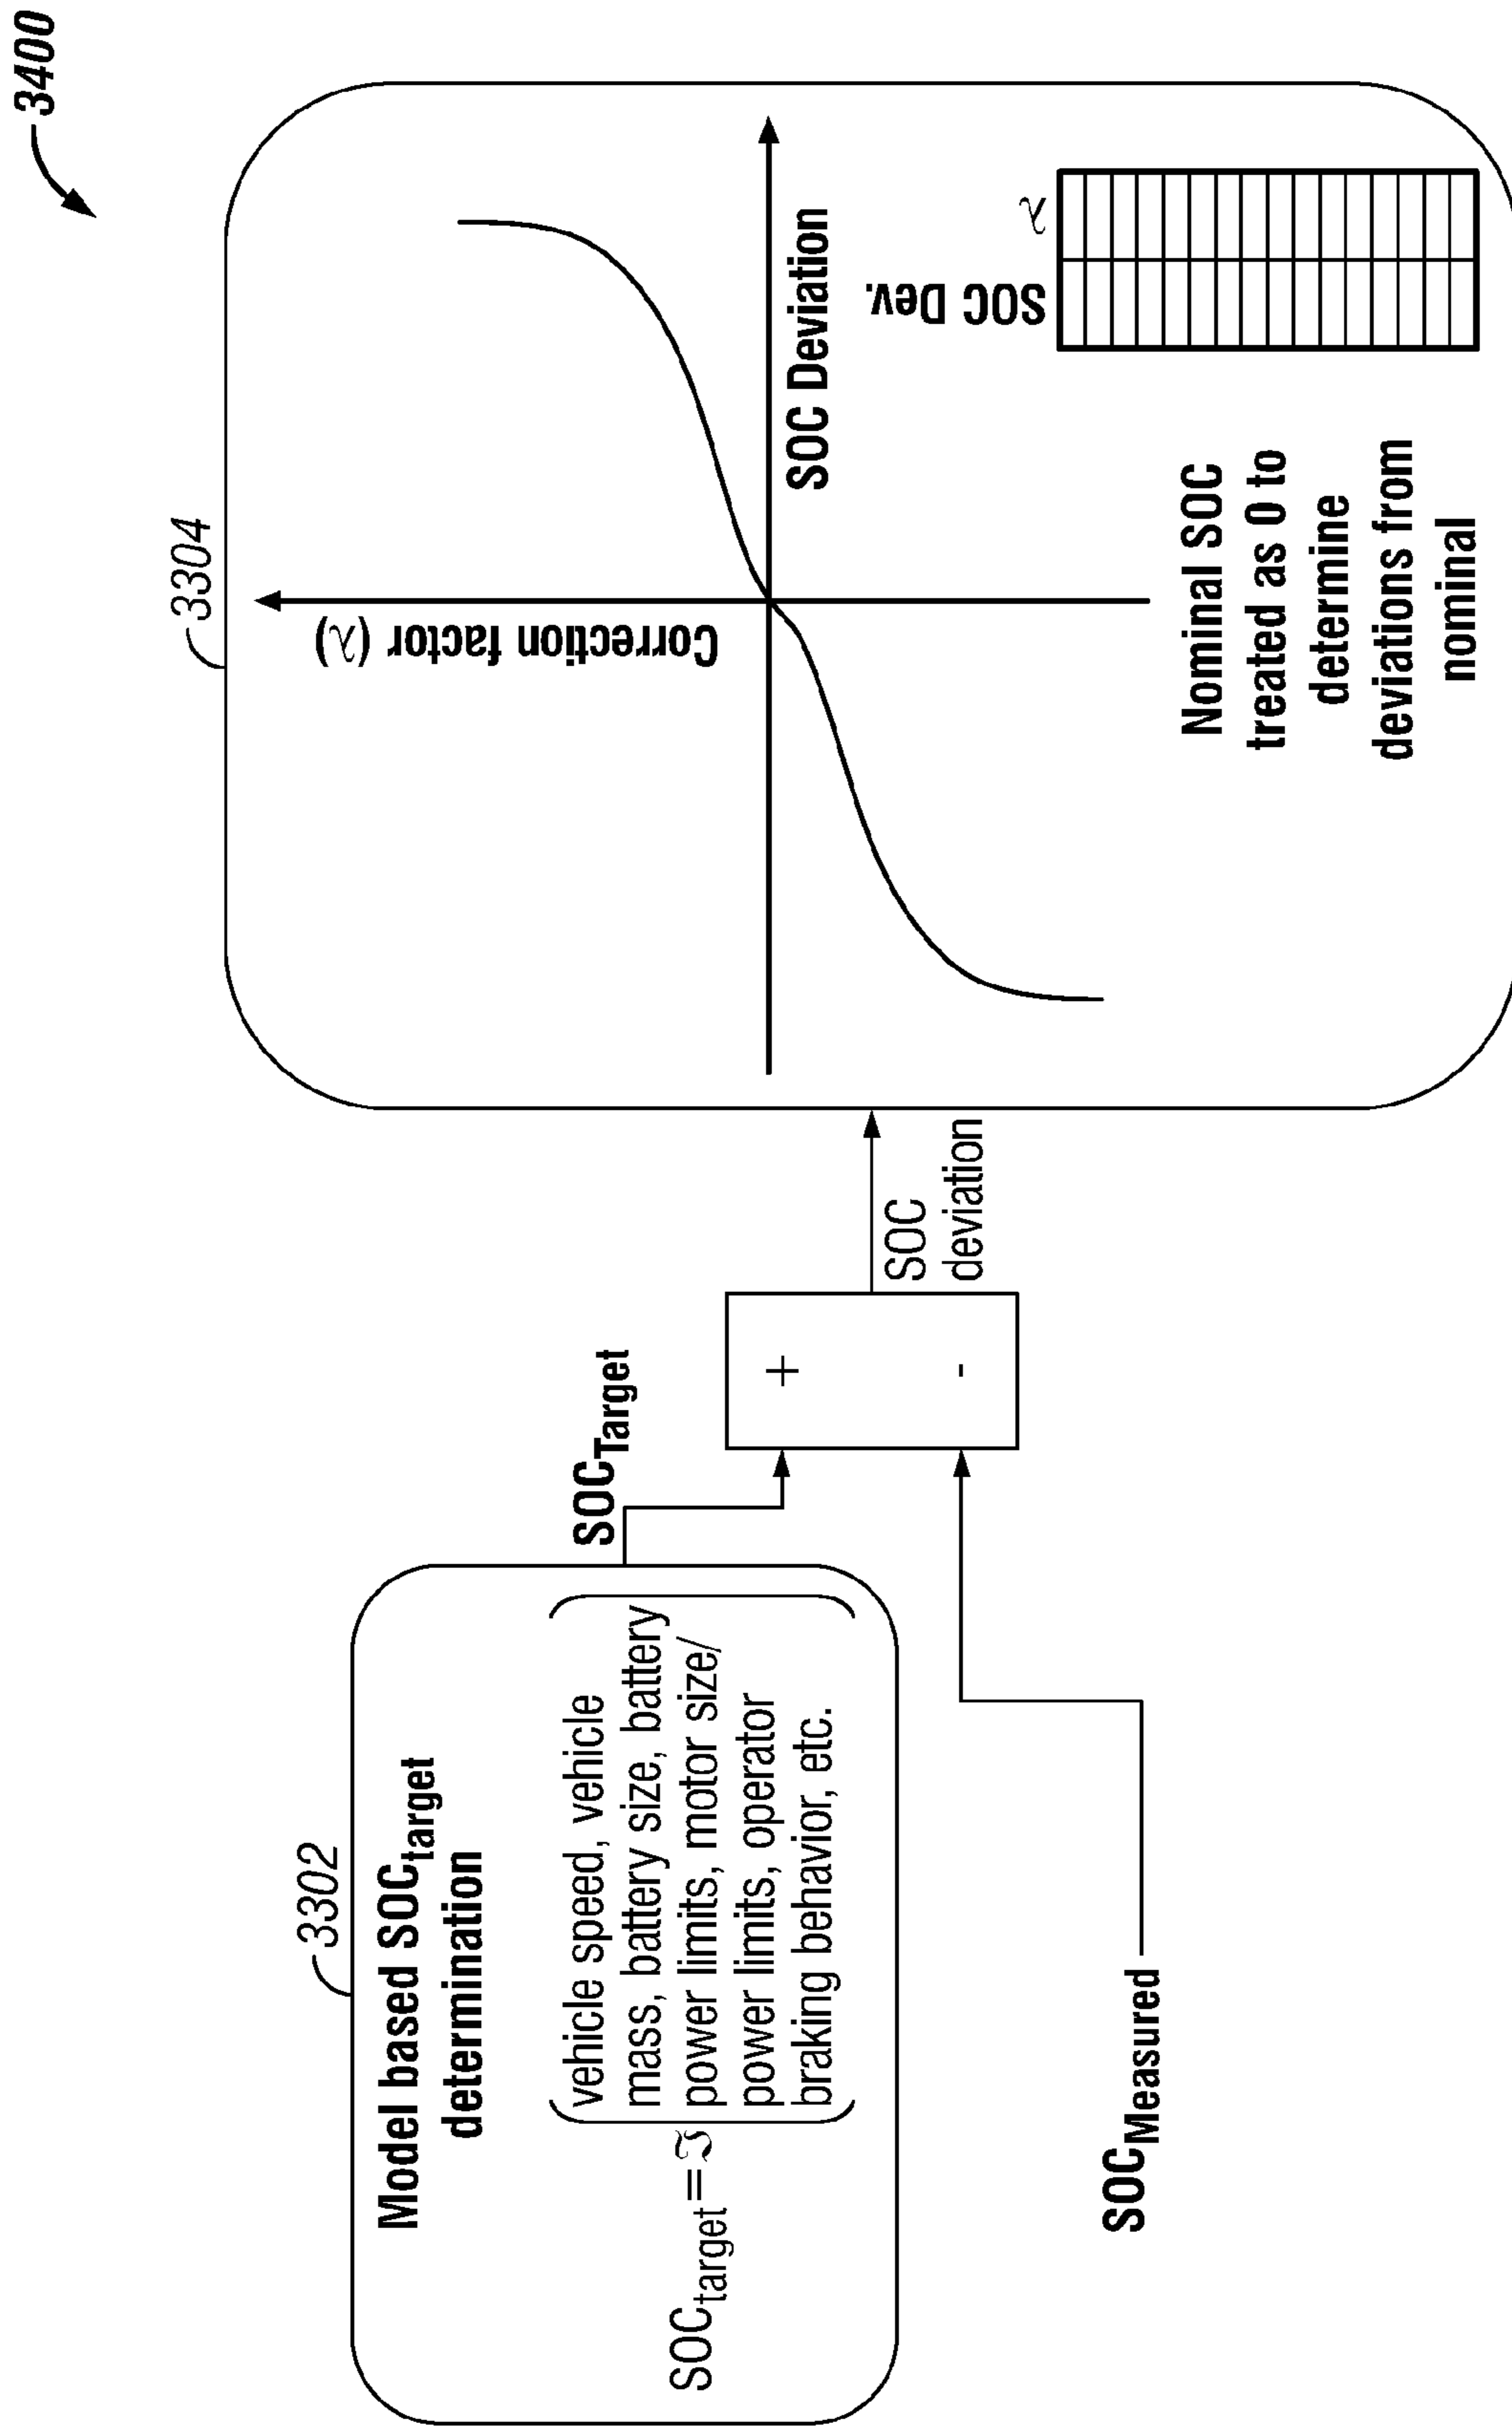 3400
3302
Model based SOCtarget
determination
SOCtarget=ℑ
vehicle speed, vehicle
mass, battery size, battery
power limits, motor size/
power limits, operator
braking behavior, etc.
SOCTarget
SOCMeasured
+
-
SOC
deviation
3304
Correction factor (λ)
SOC Deviation
Nominal SOC
treated as 0 to
determine
deviations from
nominal
SOC Dev. λ